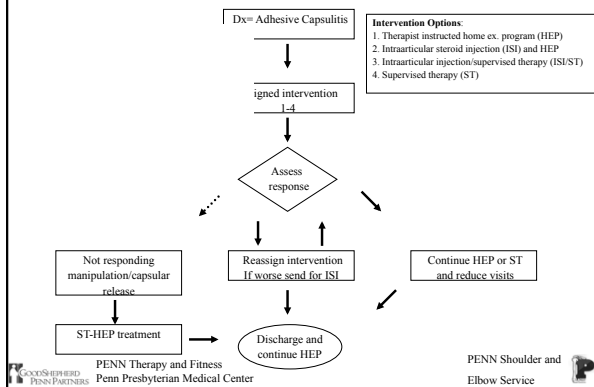 Dx= Adhesive Capsulitis
Intervention Options:
1. Therapist instructed home ex. program (HEP)
2. Intraarticular steroid injection (ISI) and HEP
3. Intraarticular injection/supervised therapy (ISI/ST)
4. Supervised therapy (ST)
igned intervention
1-4
Assess
response
Not responding
manipulation/capsular
release
Reassign intervention
If worse send for ISI
Continue HEP or ST
and reduce visits
ST-HEP treatment
Discharge and
continue HEP
GOOD SHEPHERD
PENN PARTNERS
PENN Therapy and Fitness
Penn Presbyterian Medical Center
PENN Shoulder and
Elbow Service